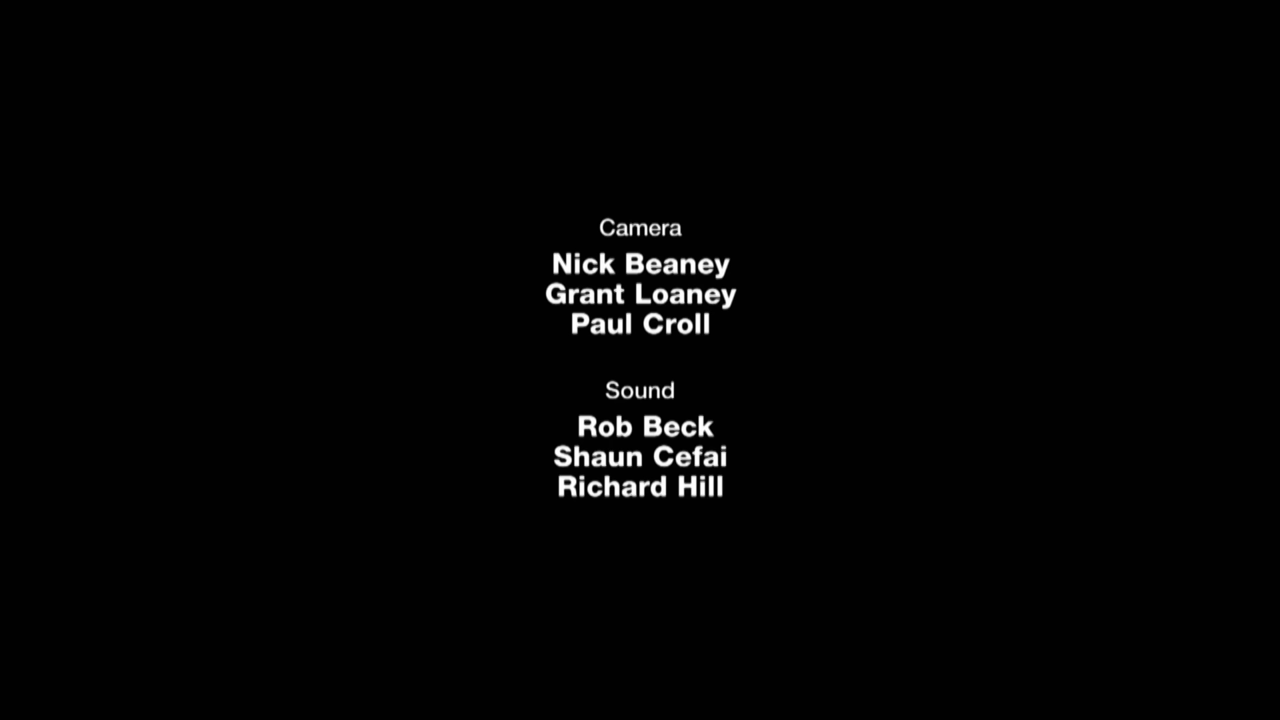 Camera
Nick Beaney
Grant Loaney
Paul Croll
Sound
Rob Beck
Shaun Cefai
Richard Hill